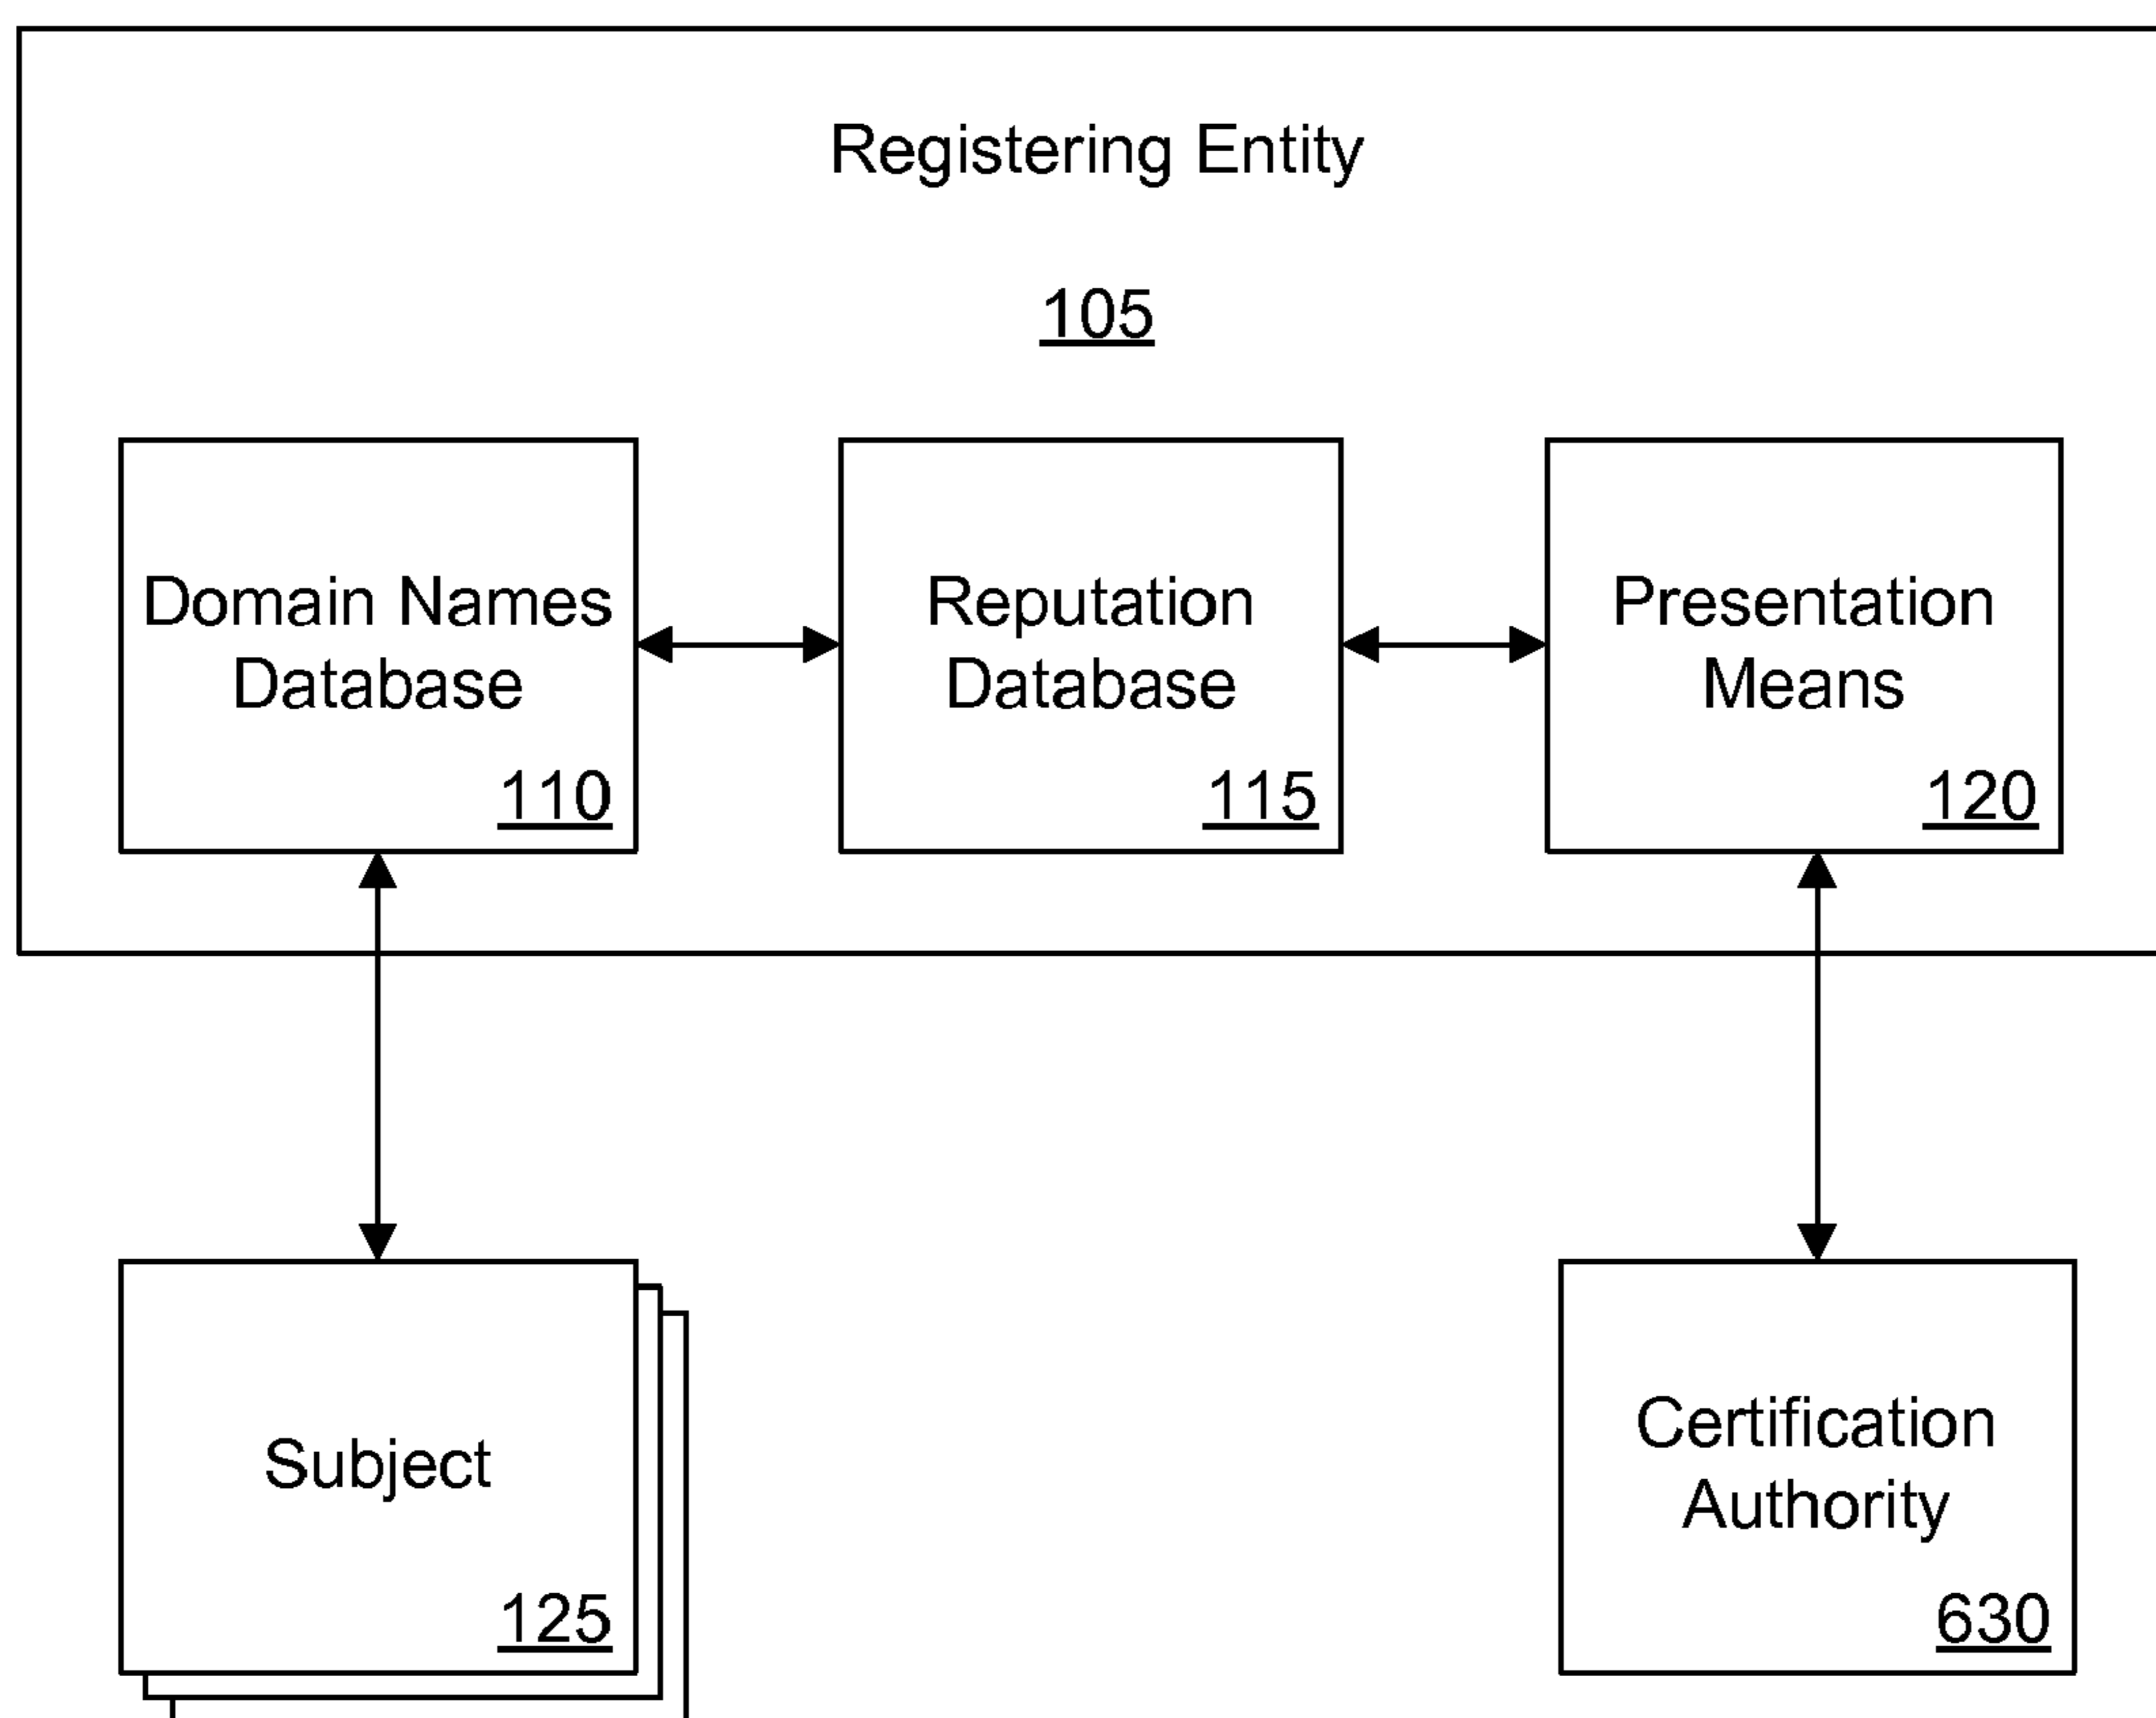 Registering Entity
105
Domain Names
Database
110
Reputation
Database
115
Presentation
Means
120
Subject
125
Certification
Authority
630